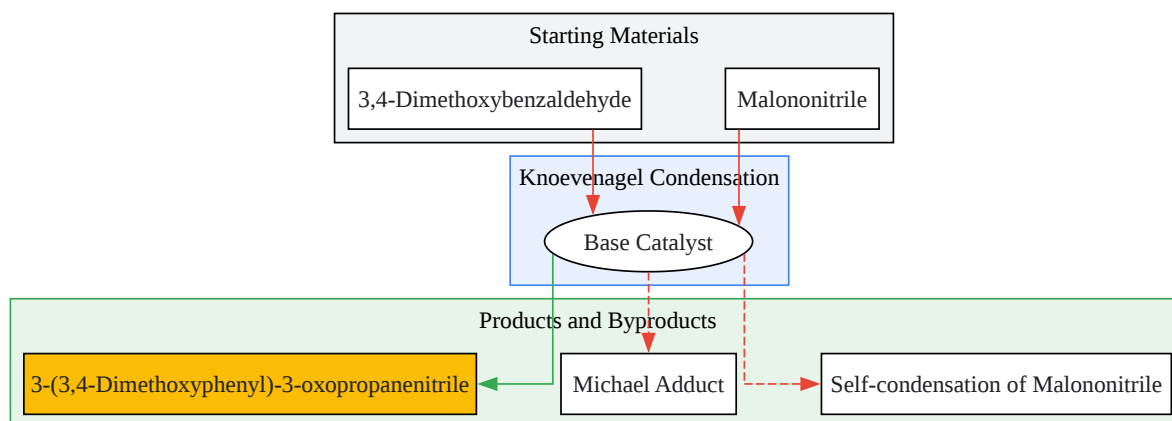 Starting Materials
3,4-Dimethoxybenzaldehyde
Malononitrile
Knoevenagel Condensation
Base Catalyst
Products and Byproducts
3-(3,4-Dimethoxyphenyl)-3-oxopropanenitrile
Michael Adduct
Self-condensation of Malononitrile